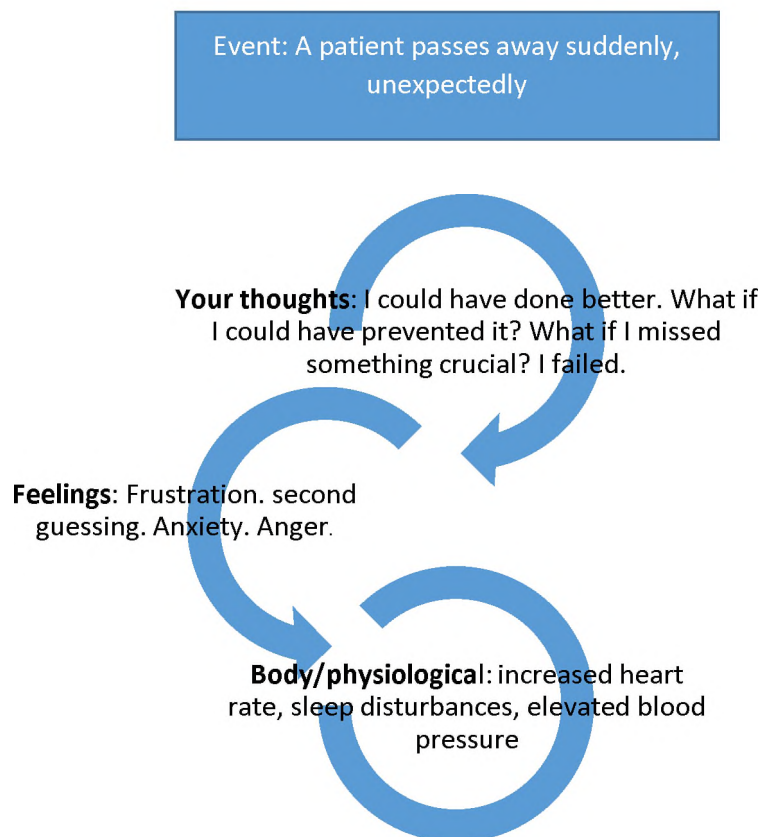 Event: A patient passes away suddenly,
unexpectedly
Your thoughts: I could have done better. What if
I could have prevented it? What if I missed
something crucial? I failed.
Feelings: Frustration. second
guessing. Anxiety. Anger.
Body/physiological: increased heart
rate, sleep disturbances, elevated blood
pressure